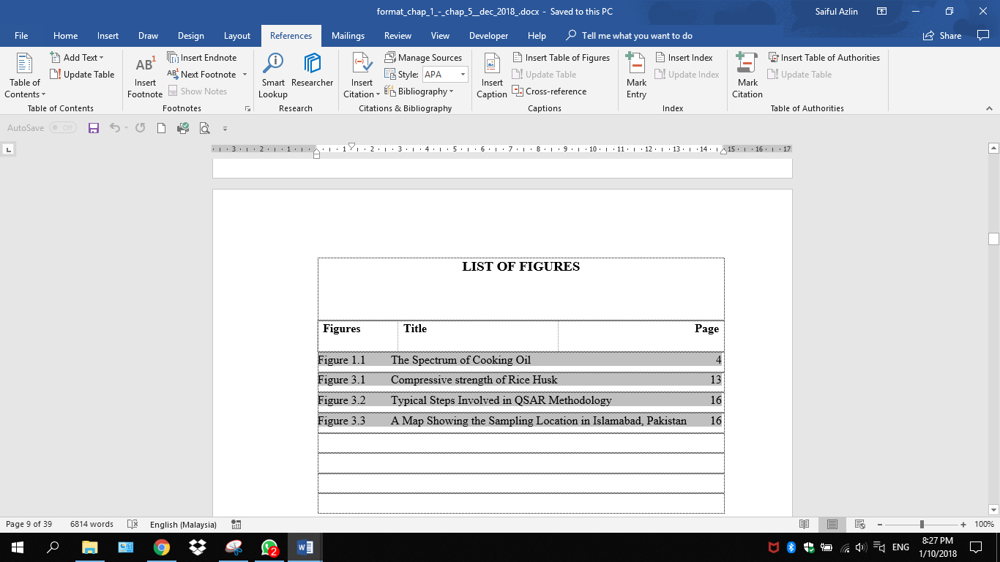 format_chap_1_-_chap_5__dec_2018_.docx - Saved to this PC
Saiful Azlin
File Home Insert Draw Design Layout References Mailings Review View Developer Help Tell me what you want to do Share
Table of Contents
Add Text
Update Table
Table of Contents
AB1
Insert Footnote
Insert Endnote
AB1 Next Footnote
Show Notes
Footnotes
Smart Lookup
Researcher
Research
Insert Citation
Manage Sources
Style: APA
Bibliography
Citations & Bibliography
Insert Caption
Insert Table of Figures
Update Table
Cross-reference
Captions
Mark Entry
Insert Index
Update Index
Index
Mark Citation
Insert Table of Authorities
Update Table
Table of Authorities
AutoSave Off
L
3 2 1 1 2 3 4 5 6 7 8 9 10 11 12 13 14 15 16 17
LIST OF FIGURES
Figures Title Page
Figure 1.1 The Spectrum of Cooking Oil 4
Figure 3.1 Compressive strength of Rice Husk 13
Figure 3.2 Typical Steps Involved in QSAR Methodology 16
Figure 3.3 A Map Showing the Sampling Location in Islamabad, Pakistan 16
Page 9 of 39 6814 words English (Malaysia) 100%
2
ENG
8:27 PM
1/10/2018